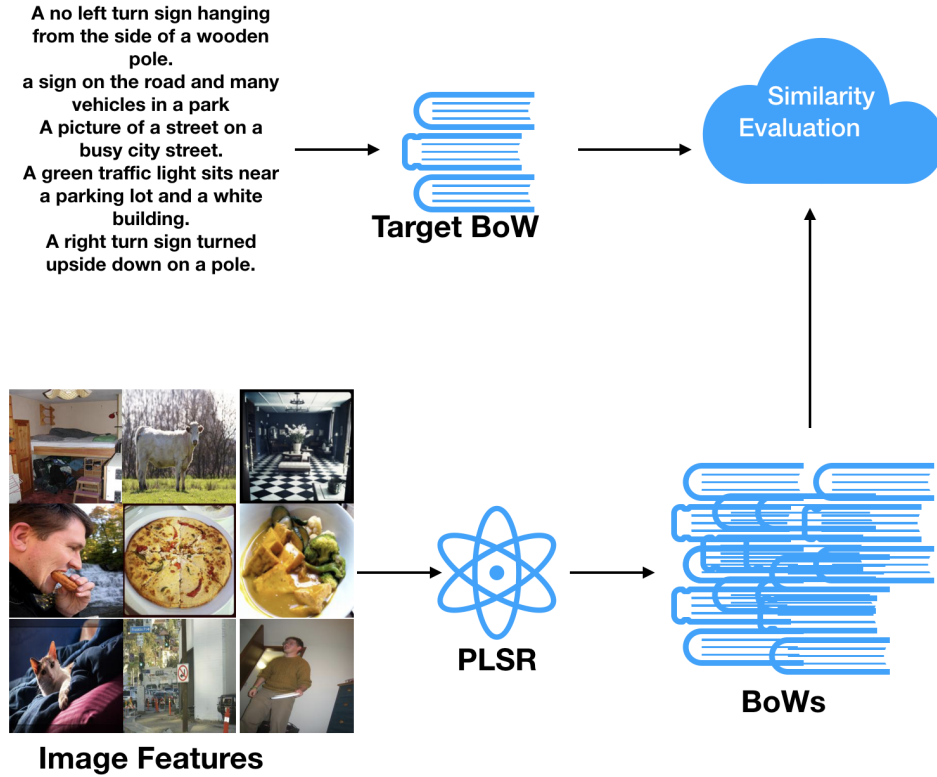 A no left turn sign hanging
from the side of a wooden
pole.
a sign on the road and many
vehicles in a park
A picture of a street on a
busy city street.
A green traffic light sits near
a parking lot and a white
building.
A right turn sign turned
upside down on a pole.
Target BoW
Similarity
Evaluation
PLSR
BoWs
Image Features